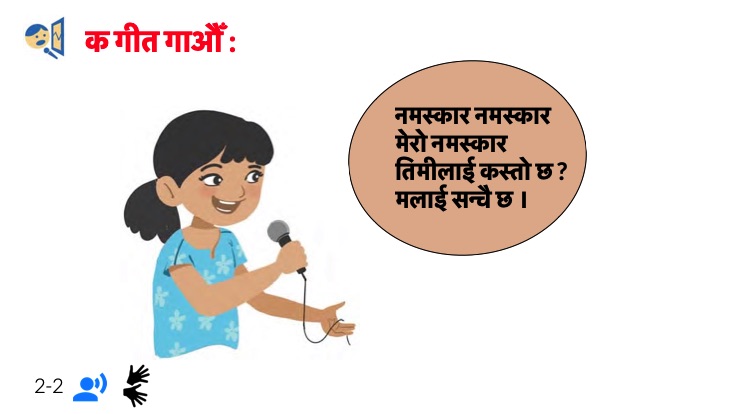 क गीत गाऔँ :
नमस्कार नमस्कार
मेरो नमस्कार
तिमीलाई कस्तो छ ?
मलाई सन्चै छ ।
2-2